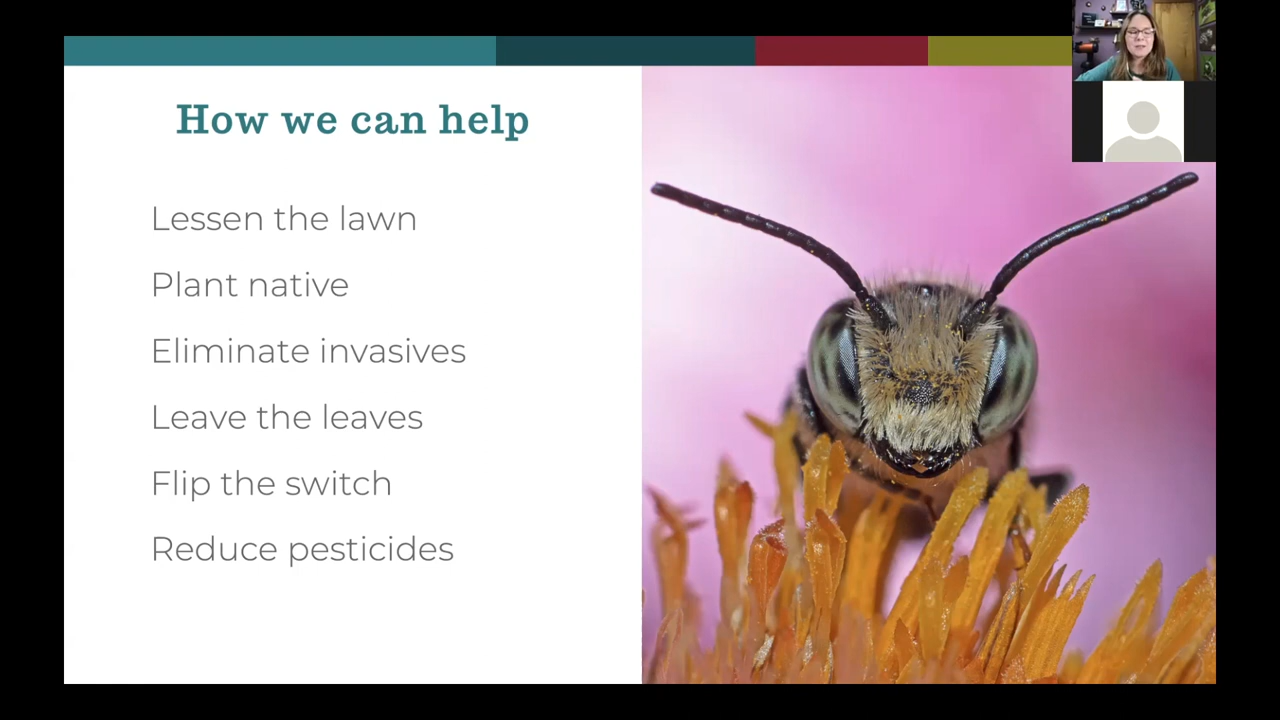 How we can help
Lessen the lawn
Plant native
Eliminate invasives
Leave the leaves
Flip the switch
Reduce pesticides